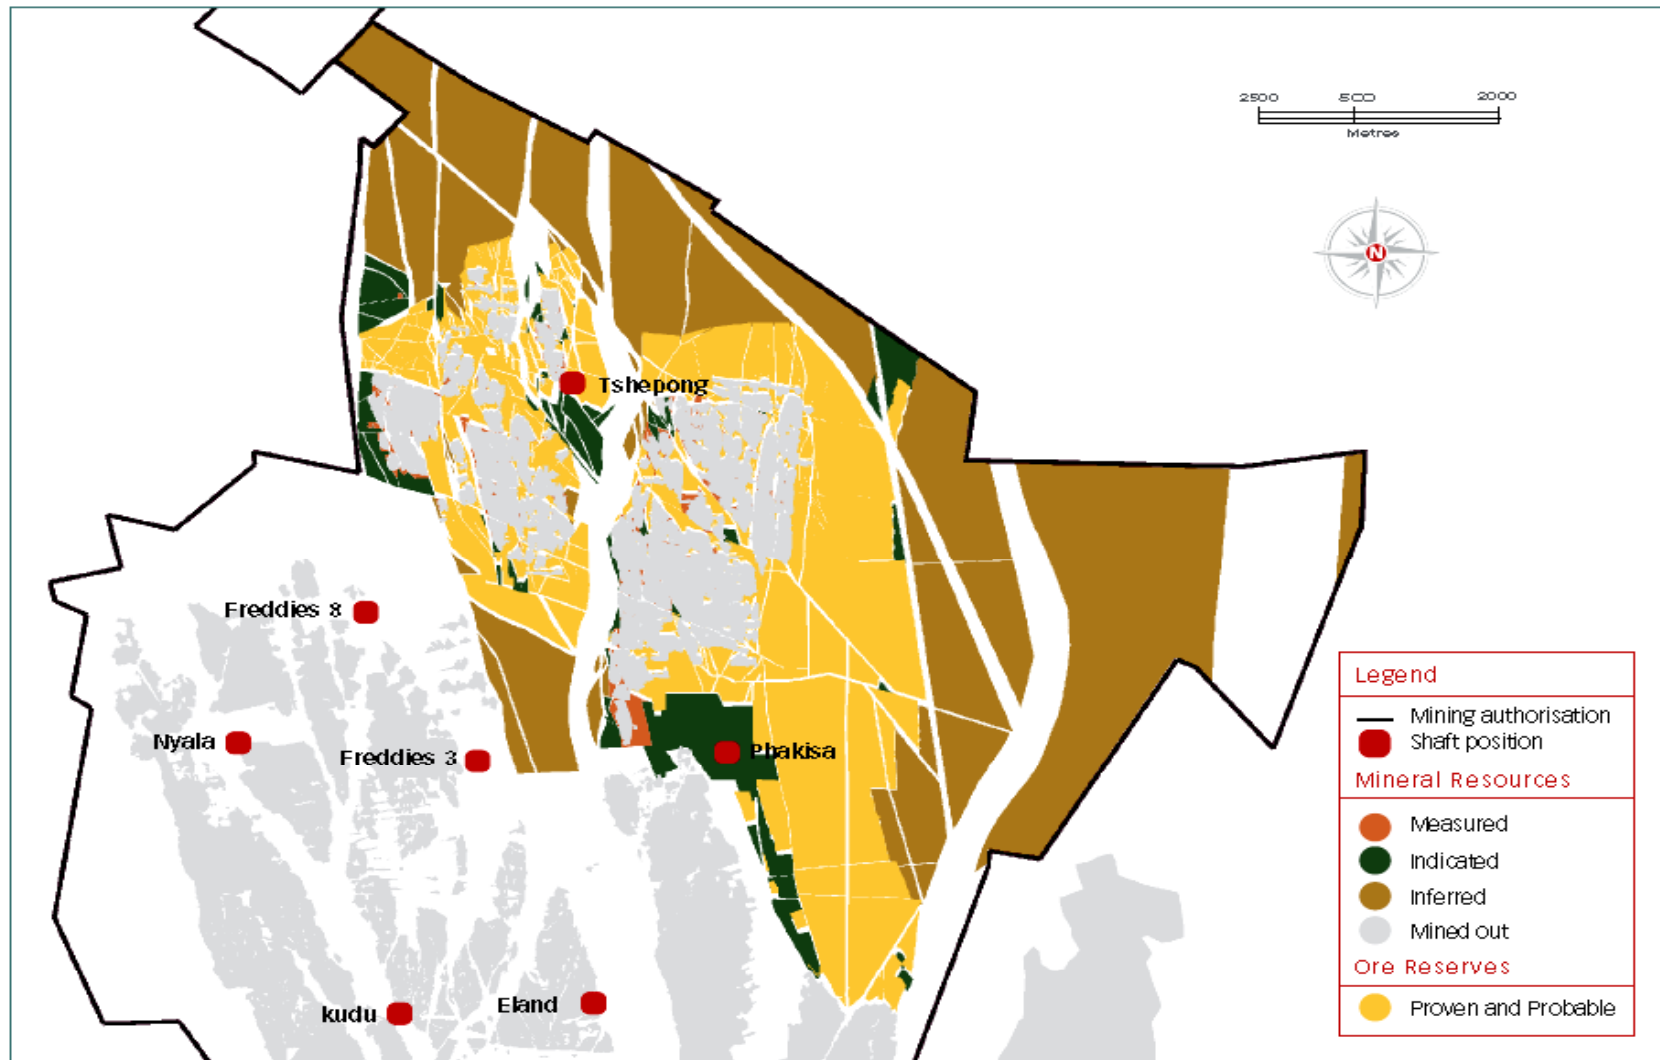 2500 500 2000
Metres
N
Tshepong
Freddies 8
Nyala
Freddies 3
Phakisa
kudu
Eland
Legend
Mining authorisation
Shaft position
Mineral Resources
Measured
Indicated
Inferred
Mined out
Ore Reserves
Proven and Probable